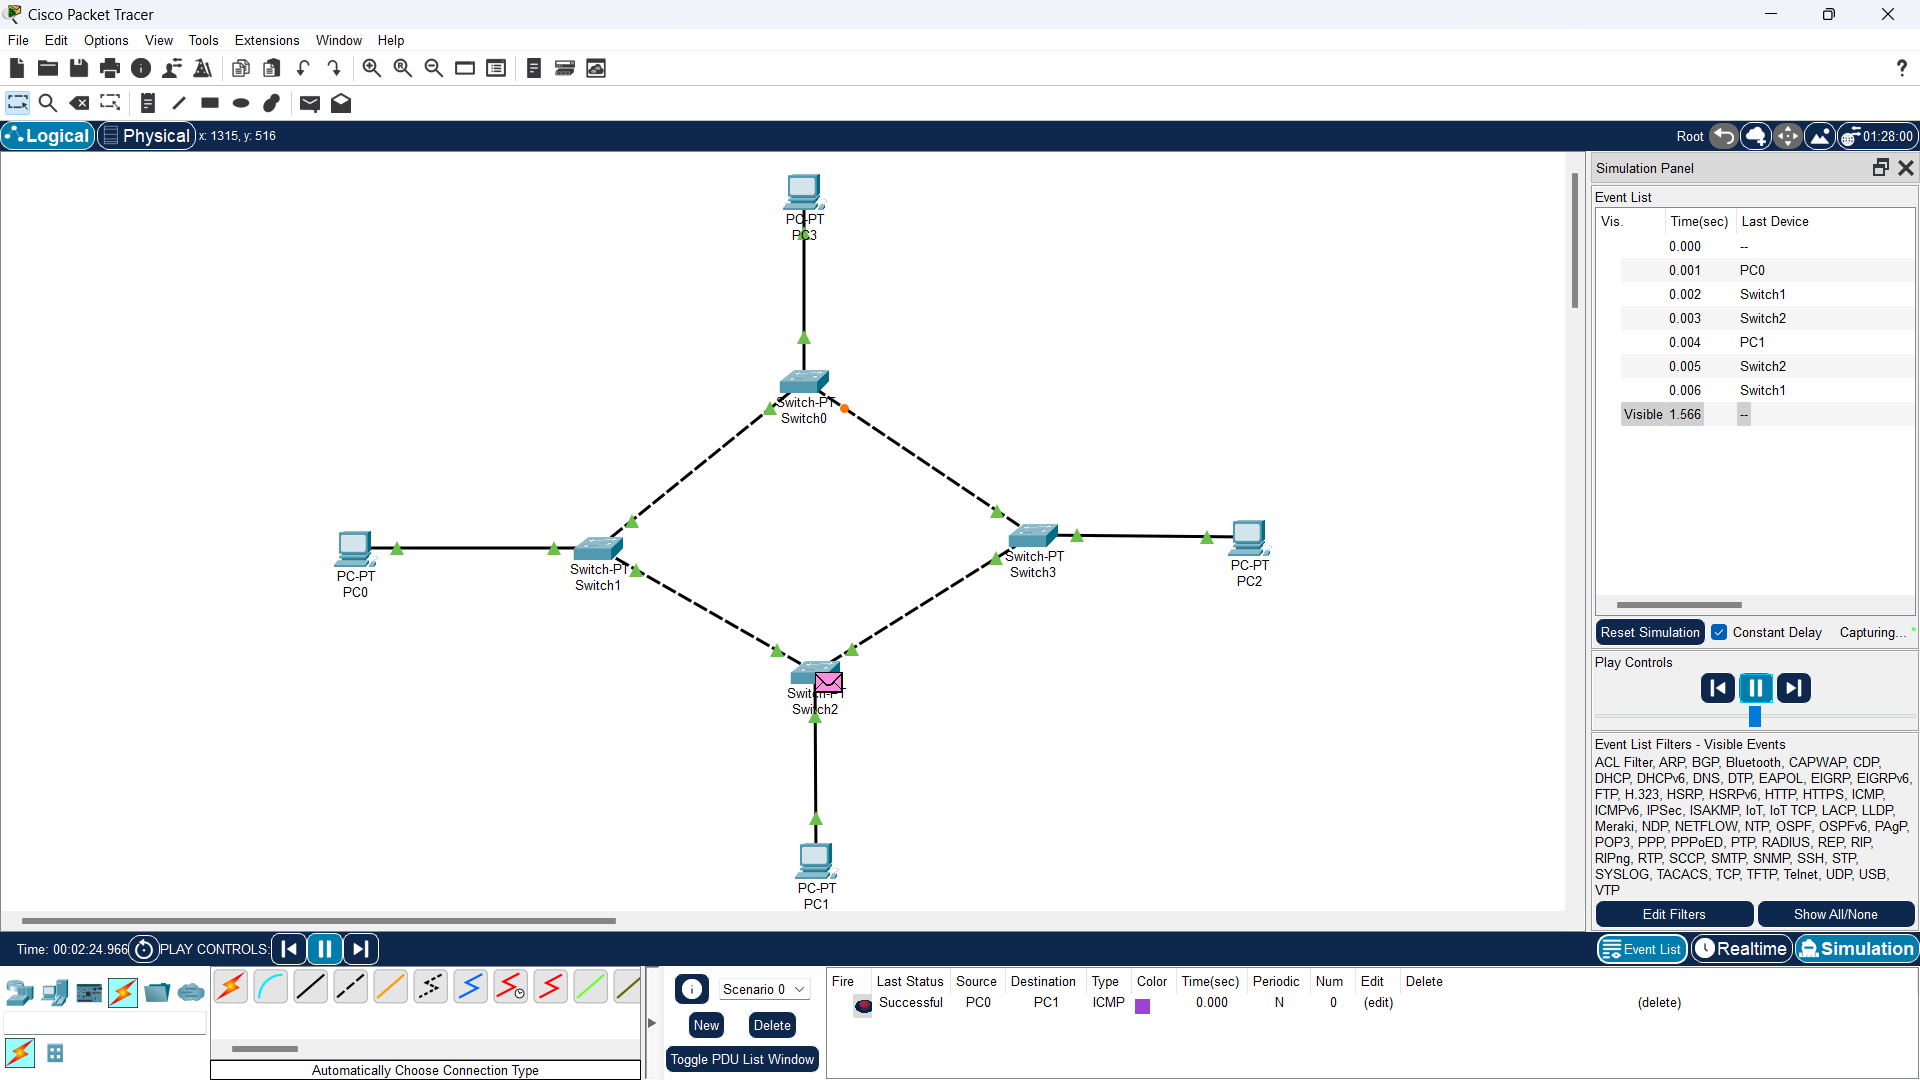 Cisco Packet Tracer
File Edit Options View Tools Extensions Window Help
Logical Physical x: 1315, y: 516 Root 01:28:00
PC-PT
PC3
Switch-PT
Switch0
PC-PT
PC0
Switch-PT
Switch1
Switch-PT
Switch3
PC-PT
PC2
Switch-PT
Switch2
PC-PT
PC1
Simulation Panel
Event List
Vis. Time(sec) Last Device
0.000 --
0.001 PC0
0.002 Switch1
0.003 Switch2
0.004 PC1
0.005 Switch2
0.006 Switch1
Visible 1.566 --
Reset Simulation Constant Delay Capturing... *
Play Controls
Event List Filters - Visible Events
ACL Filter, ARP, BGP, Bluetooth, CAPWAP, CDP,
DHCP, DHCPv6, DNS, DTP, EAPOL, EIGRP, EIGRPv6,
FTP, H.323, HSRP, HSRPv6, HTTP, HTTPS, ICMP,
ICMPv6, IPSec, ISAKMP, IoT, IoT TCP, LACP, LLDP,
Meraki, NDP, NETFLOW, NTP, OSPF, OSPFv6, PAgP,
POP3, PPP, PPPoED, PTP, RADIUS, REP, RIP,
RIPng, RTP, SCCP, SMTP, SNMP, SSH, STP,
SYSLOG, TACACS, TCP, TFTP, Telnet, UDP, USB,
VTP
Edit Filters Show All/None
Time: 00:02:24.966 PLAY CONTROLS: Event List Realtime Simulation
Scenario 0
New Delete
Toggle PDU List Window
Fire Last Status Source Destination Type Color Time(sec) Periodic Num Edit Delete
Successful PC0 PC1 ICMP 0.000 N 0 (edit) (delete)
Automatically Choose Connection Type